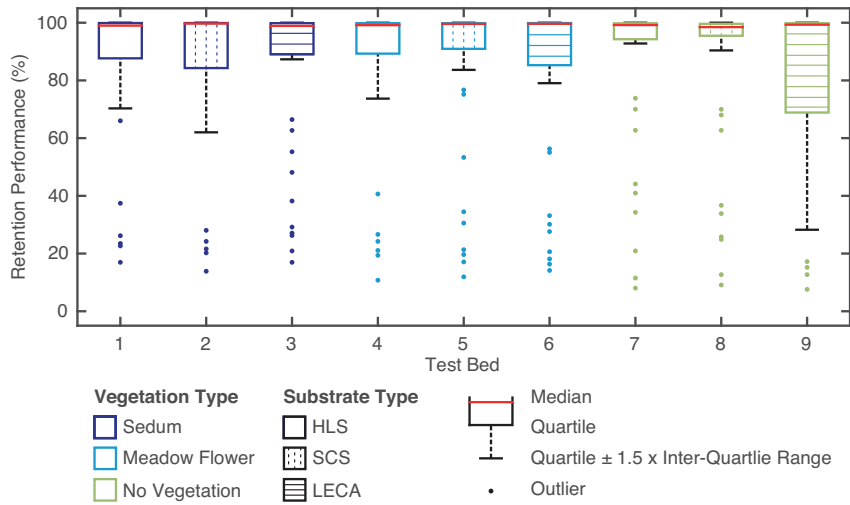 Retention Performance (%)
100
80
60
40
20
0
1 2 3 4 5 6 7 8 9
Test Bed
Vegetation Type
Sedum
Meadow Flower
No Vegetation
Substrate Type
HLS
SCS
LECA
Median
Quartile
Quartile ± 1.5 x Inter-Quartlie Range
Outlier